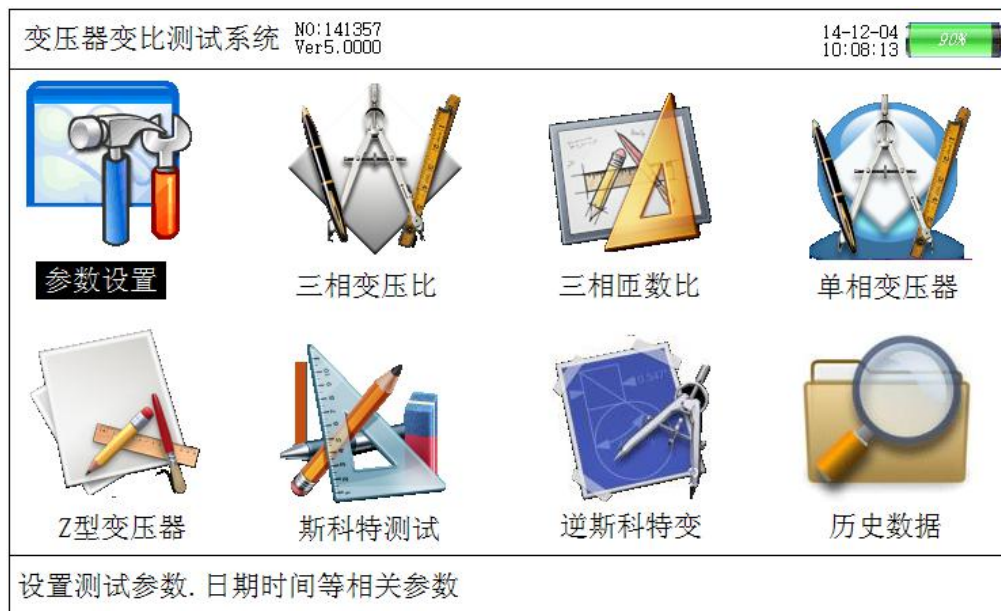 变压器变比测试系统 NO:141357
Ver5.0000
14-12-04
10:08:13
90%
参数设置 三相变压比 三相匝数比 单相变压器
Z型变压器 斯科特测试 逆斯科特变 历史数据
设置测试参数.日期时间等相关参数